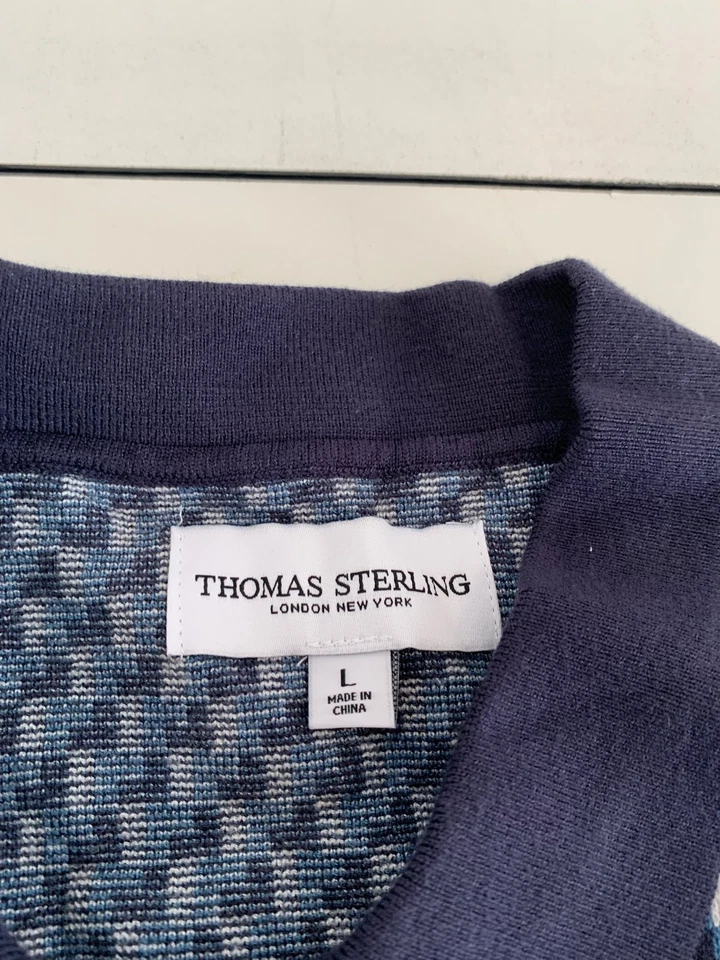 THOMAS STERLING
LONDON NEW YORK
L
MADE IN
CHINA